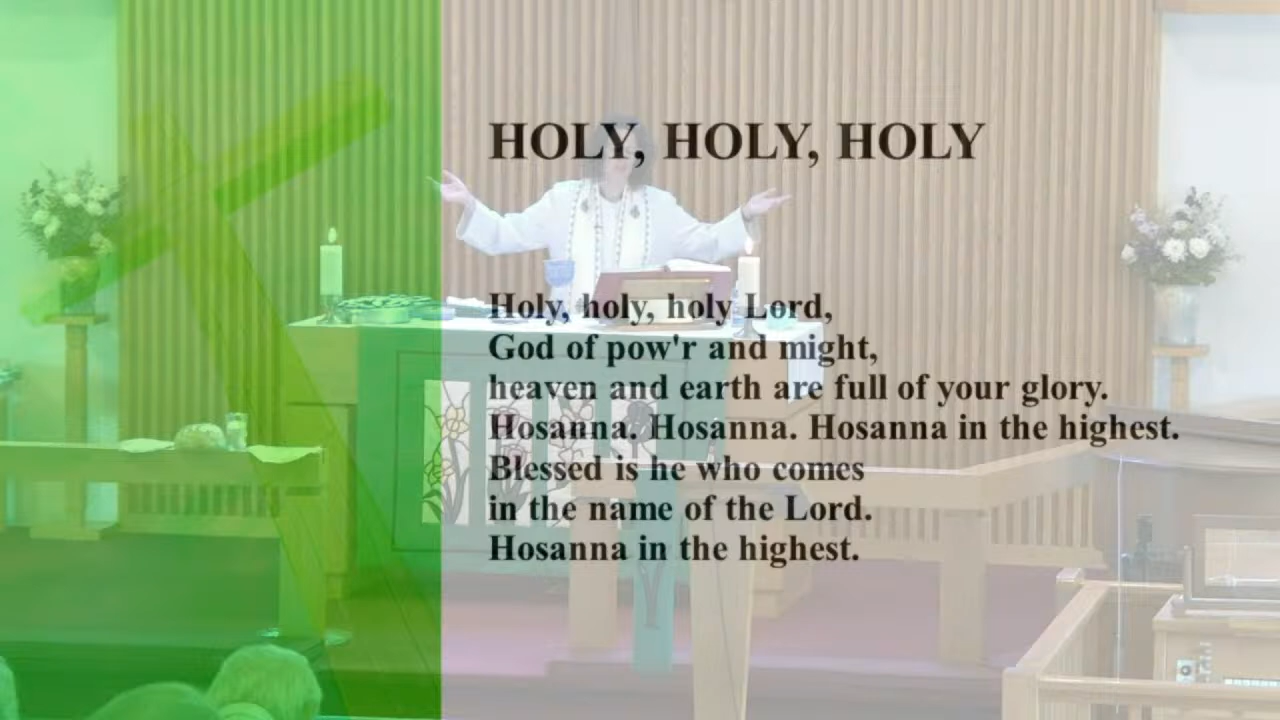 HOLY, HOLY, HOLY
Holy, holy, holy Lord,
God of pow'r and might,
heaven and earth are full of your glory.
Hosanna. Hosanna. Hosanna in the highest.
Blessed is he who comes
in the name of the Lord.
Hosanna in the highest.